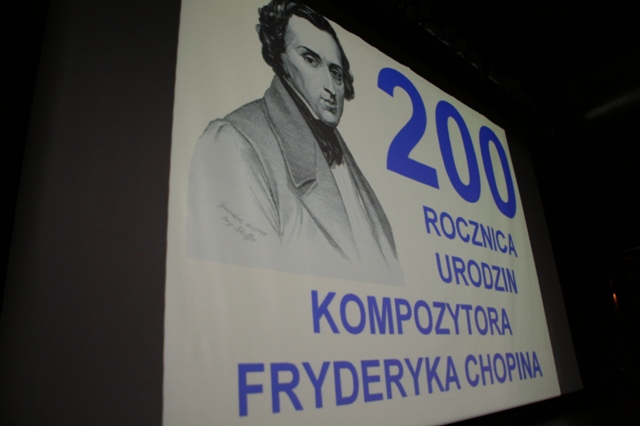 200
ROCZNICA
URODZIN
KOMPOZYTORA
FRYDERYKA CHOPINA